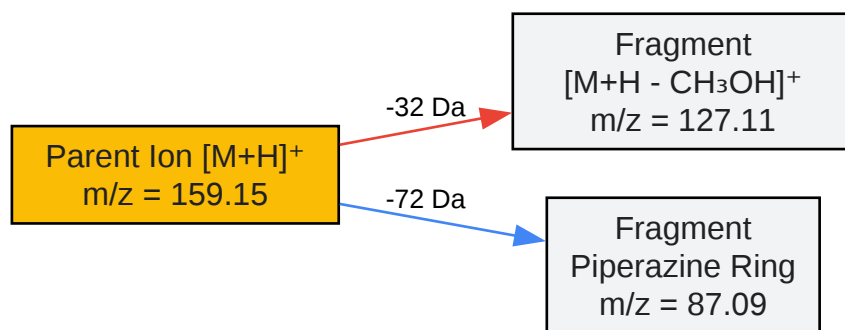 Parent Ion [M+H]⁺
m/z = 159.15
-32 Da
Fragment
[M+H - CH₃OH]⁺
m/z = 127.11
-72 Da
Fragment
Piperazine Ring
m/z = 87.09